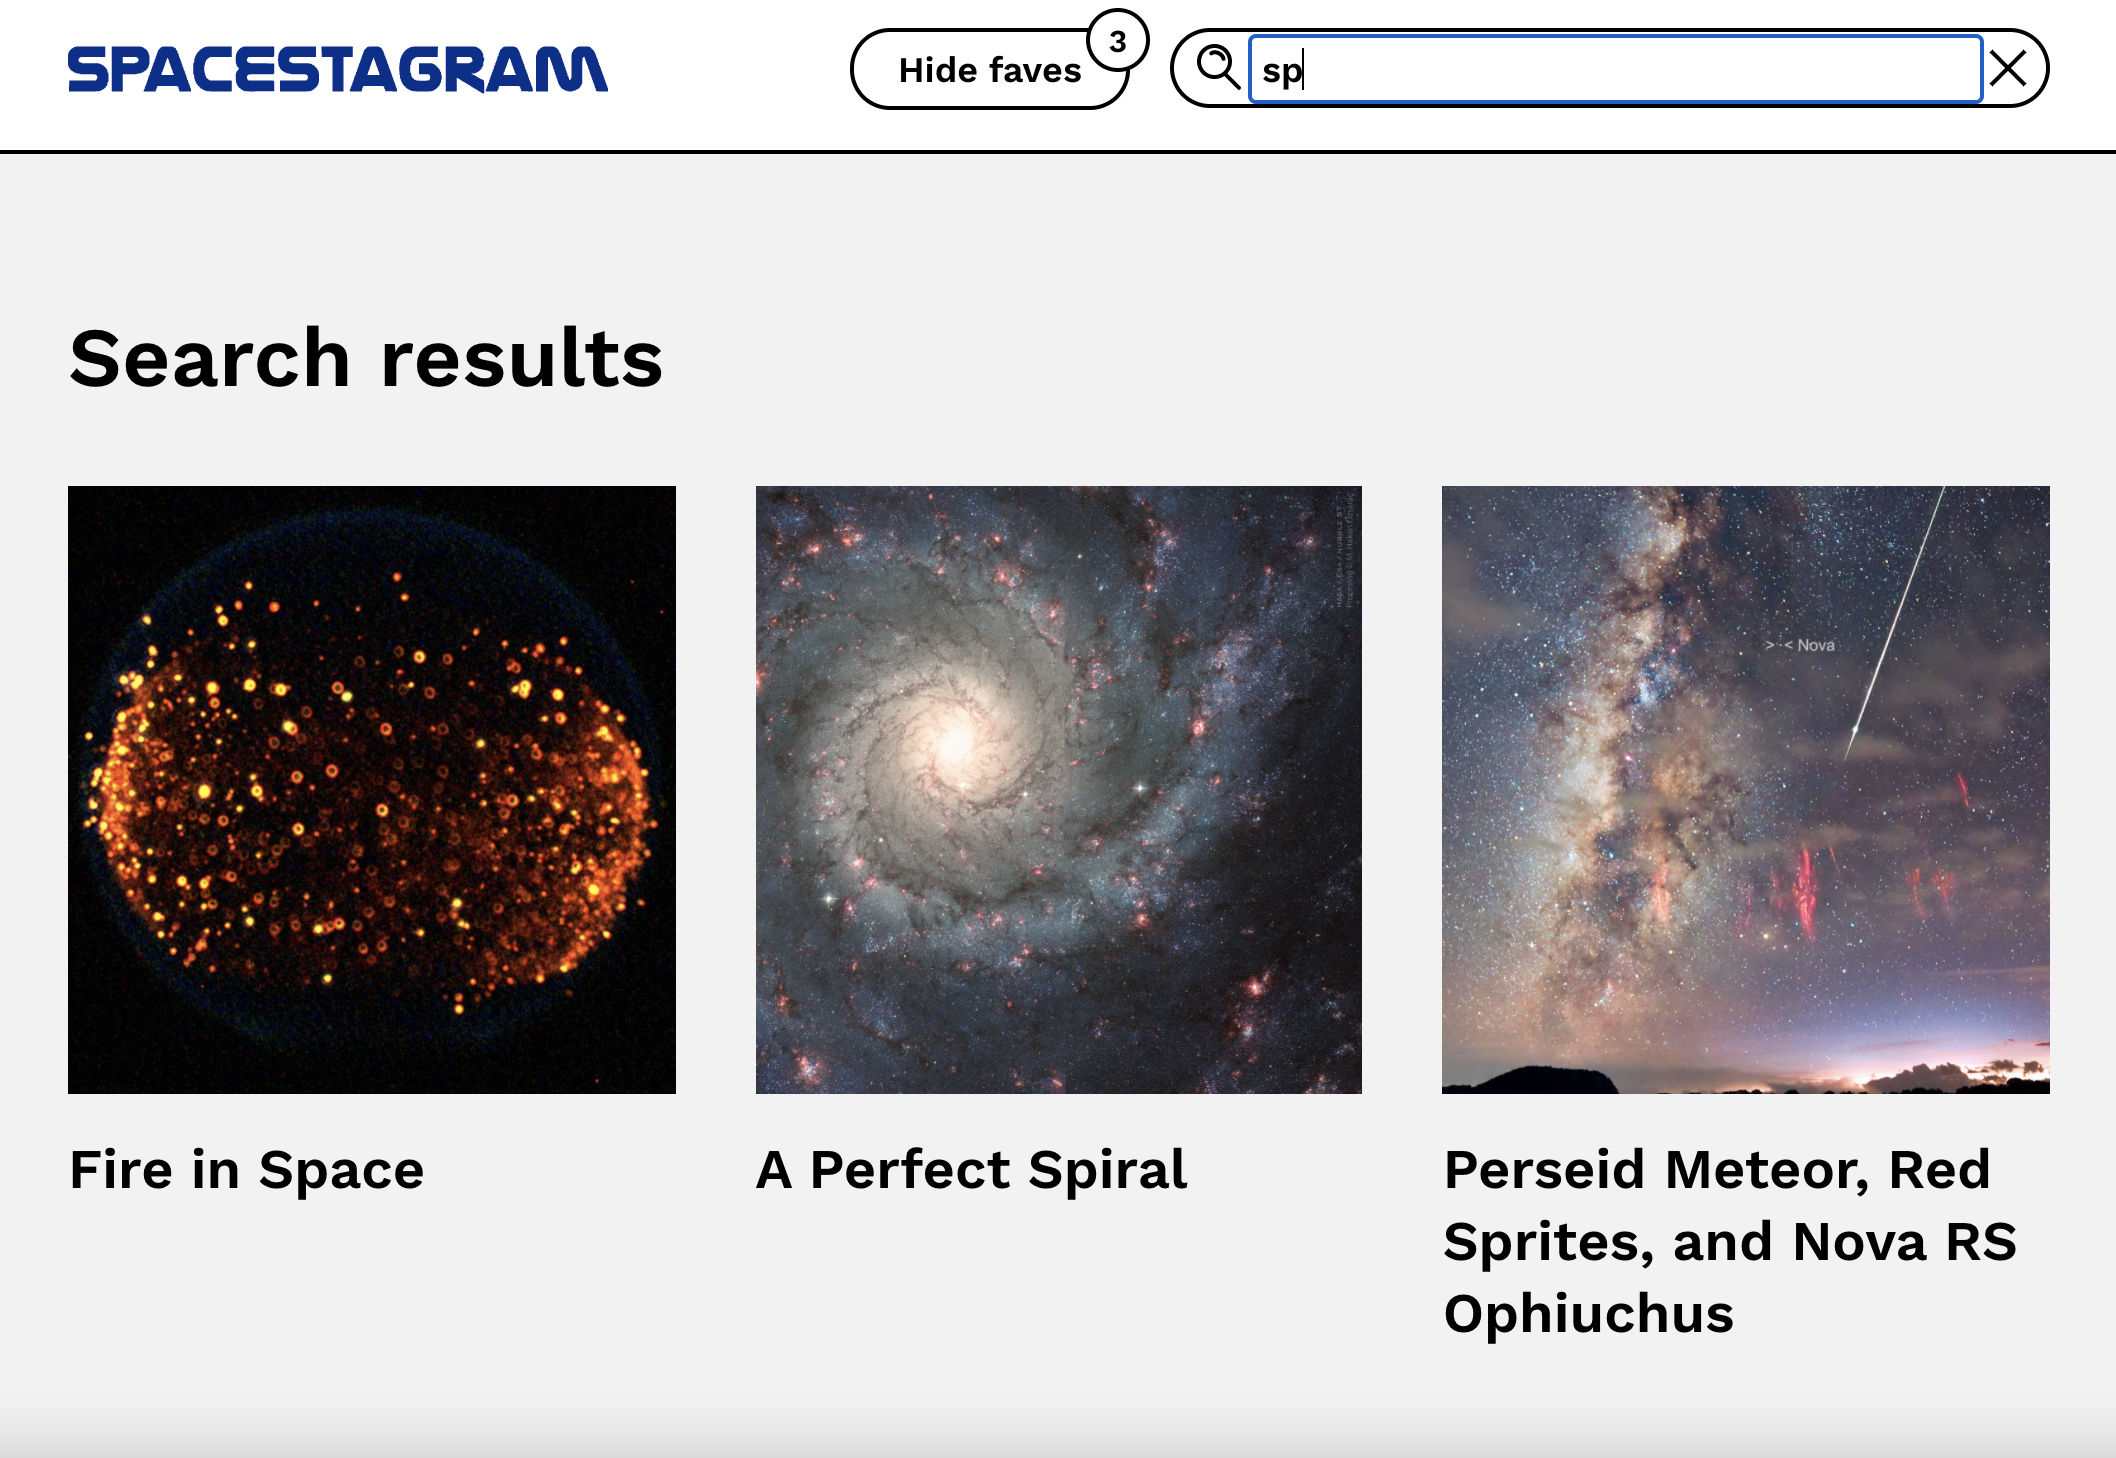 SPACESTAGRAM
Hide faves
3
sp
Search results
> · < Nova
Fire in Space
A Perfect Spiral
Perseid Meteor, Red
Sprites, and Nova RS
Ophiuchus